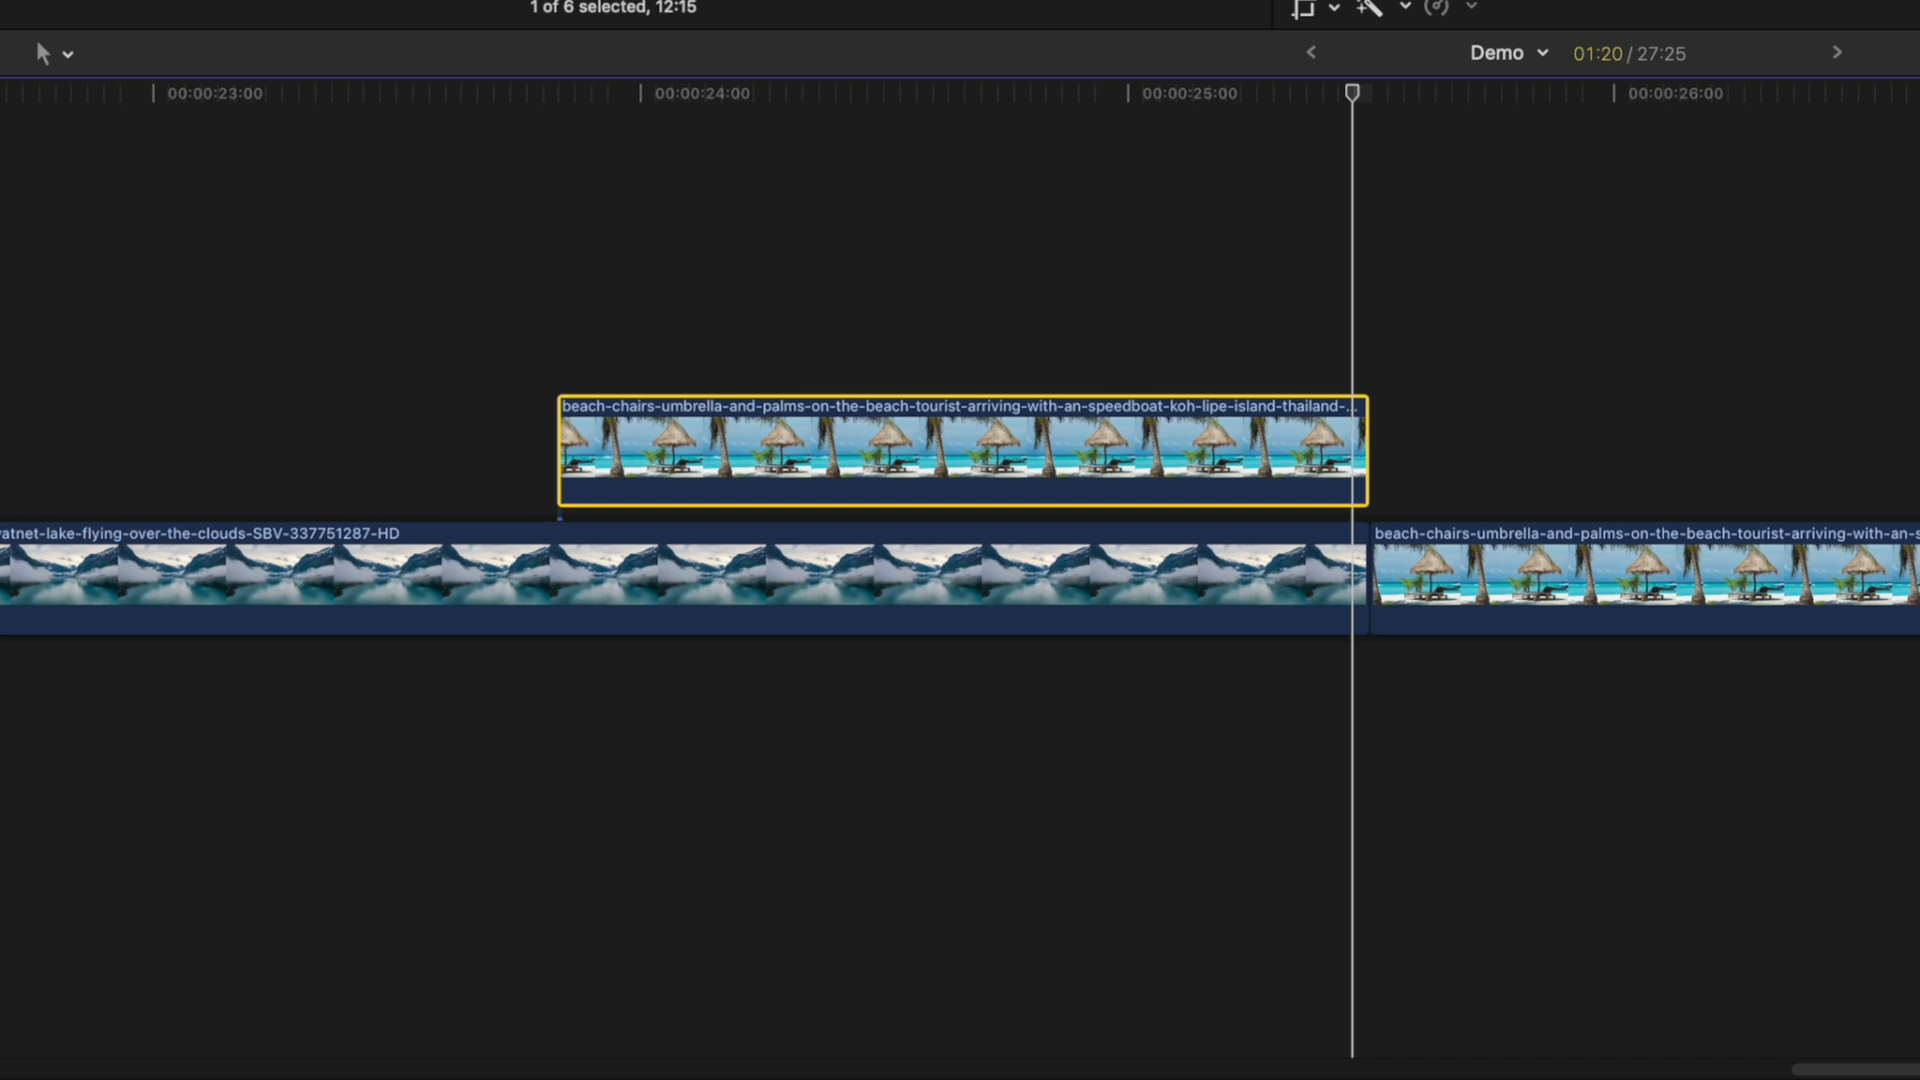 1 of 6 selected, 12:15
Demo 01:20 / 27:25
00:00:23:00 00:00:24:00 00:00:25:00 00:00:26:00
beach-chairs-umbrella-and-palms-on-the-beach-tourist-arriving-with-an-speedboat-koh-lipe-island-thailand-...
vatnet-lake-flying-over-the-clouds-SBV-337751287-HD
beach-chairs-umbrella-and-palms-on-the-beach-tourist-arriving-with-an-s